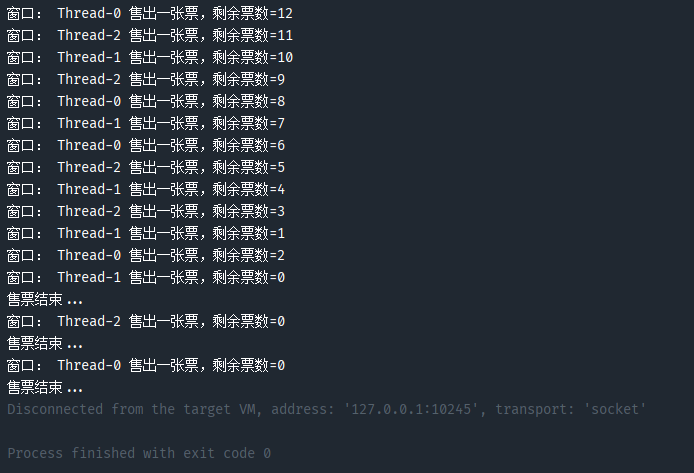 窗口： Thread-0 售出一张票，剩余票数=12
窗口： Thread-2 售出一张票，剩余票数=11
窗口： Thread-1 售出一张票，剩余票数=10
窗口： Thread-2 售出一张票，剩余票数=9
窗口： Thread-0 售出一张票，剩余票数=8
窗口： Thread-1 售出一张票，剩余票数=7
窗口： Thread-0 售出一张票，剩余票数=6
窗口： Thread-2 售出一张票，剩余票数=5
窗口： Thread-1 售出一张票，剩余票数=4
窗口： Thread-2 售出一张票，剩余票数=3
窗口： Thread-1 售出一张票，剩余票数=1
窗口： Thread-0 售出一张票，剩余票数=2
窗口： Thread-1 售出一张票，剩余票数=0
售票结束...
窗口： Thread-2 售出一张票，剩余票数=0
售票结束...
窗口： Thread-0 售出一张票，剩余票数=0
售票结束...
Disconnected from the target VM, address: '127.0.0.1:10245', transport: 'socket'
Process finished with exit code 0